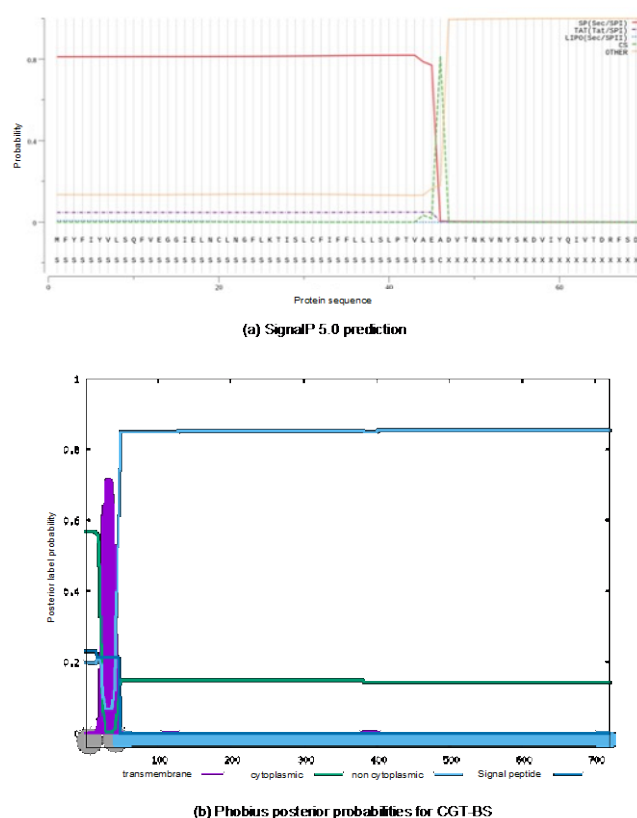 SP(Sec/SPI)
TAT(Tat/SPI)
LIPO(Sec/SPII)
CS
OTHER
0.8
0.4
0
Probability
M F Y F I Y V L S Q F V E G G I E L N C L N G F L K T I S L C F I F F L L L S L P T V A E A D V T N K V N Y S K D V I Y Q I V T D R F S D
S S S S S S S S S S S S S S S S S S S S S S S S S S S S S S S S S S S S S S S S S S S S S C X X X X X X X X X X X X X X X X X X X X X X X
0 20 40 60
Protein sequence
(a) SignalP 5.0 prediction
1
0.8
0.6
0.4
0.2
0
Posterior label probability
100 200 300 400 500 600 700
transmembrane cytoplasmic non cytoplasmic Signal peptide
(b) Phobius posterior probabilities for CGT-BS